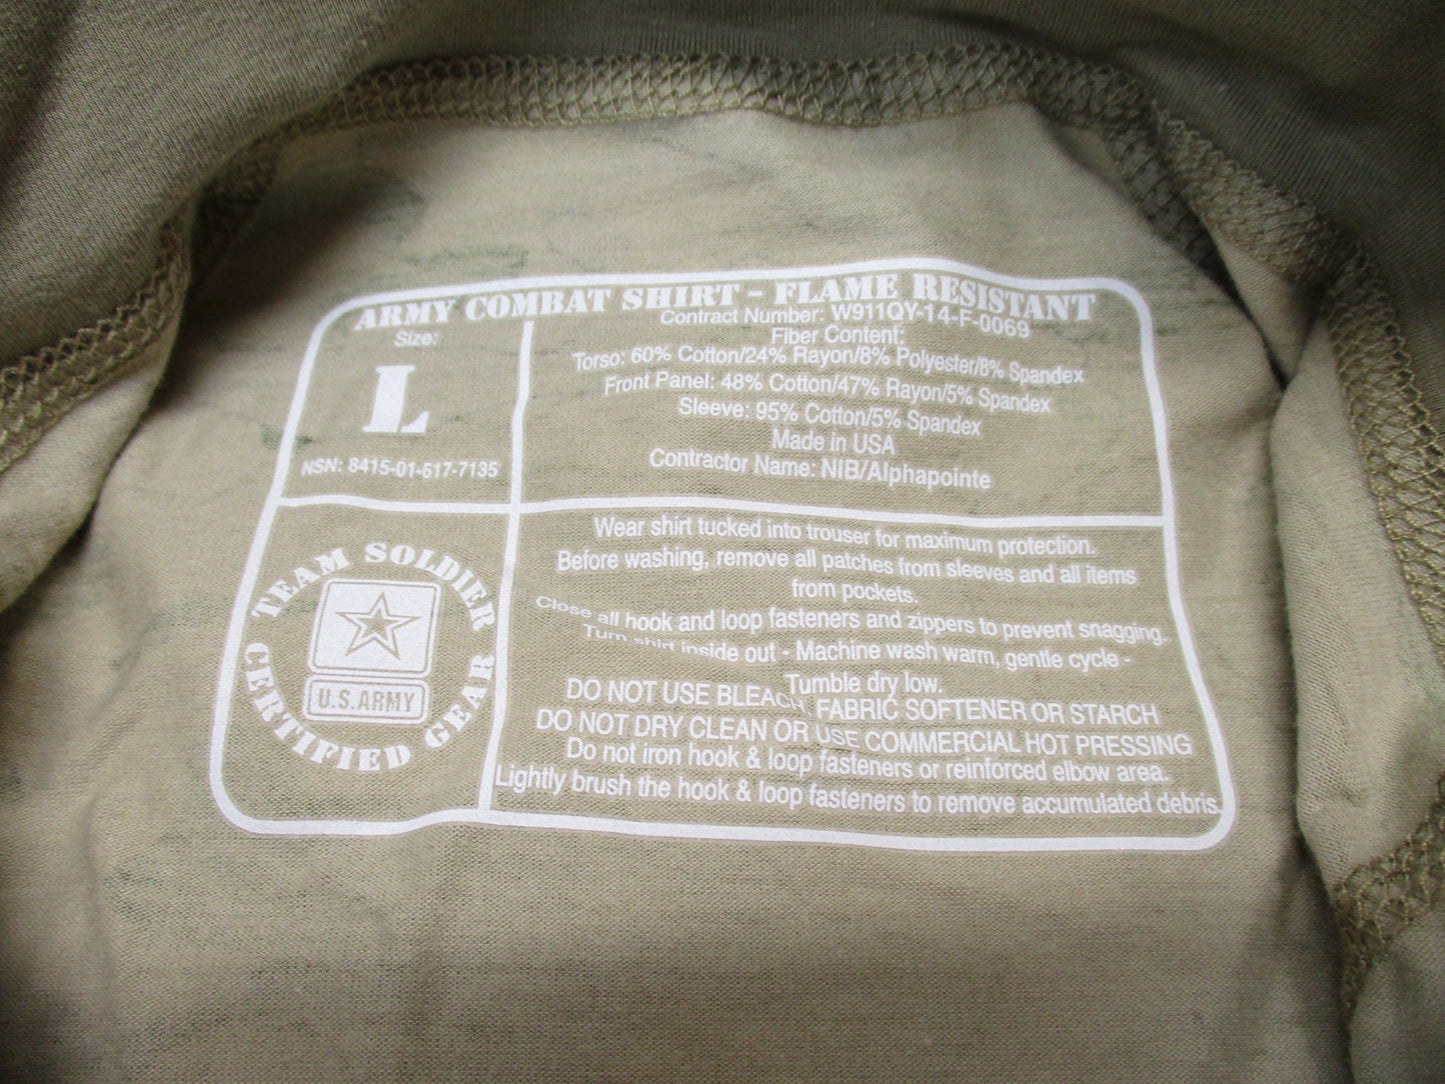 ARMY COMBAT SHIRT - FLAME RESISTANT
Size:
L
NSN: 8415-01-617-7135
Contract Number: W911QY-14-F-0069
Fiber Content:
Torso: 60% Cotton/24% Rayon/8% Polyester/8% Spandex
Front Panel: 48% Cotton/47% Rayon/5% Spandex
Sleeve: 95% Cotton/5% Spandex
Made in USA
Contractor Name: NIB/Alphapointe
TEAM SOLDIER
U.S. ARMY
CERTIFIED GEAR
Wear shirt tucked into trouser for maximum protection.
Before washing, remove all patches from sleeves and all items
from pockets.
Close all hook and loop fasteners and zippers to prevent snagging.
Turn shirt inside out - Machine wash warm, gentle cycle -
Tumble dry low.
DO NOT USE BLEACH, FABRIC SOFTENER OR STARCH
DO NOT DRY CLEAN OR USE COMMERCIAL HOT PRESSING
Do not iron hook & loop fasteners or reinforced elbow area.
Lightly brush the hook & loop fasteners to remove accumulated debris.